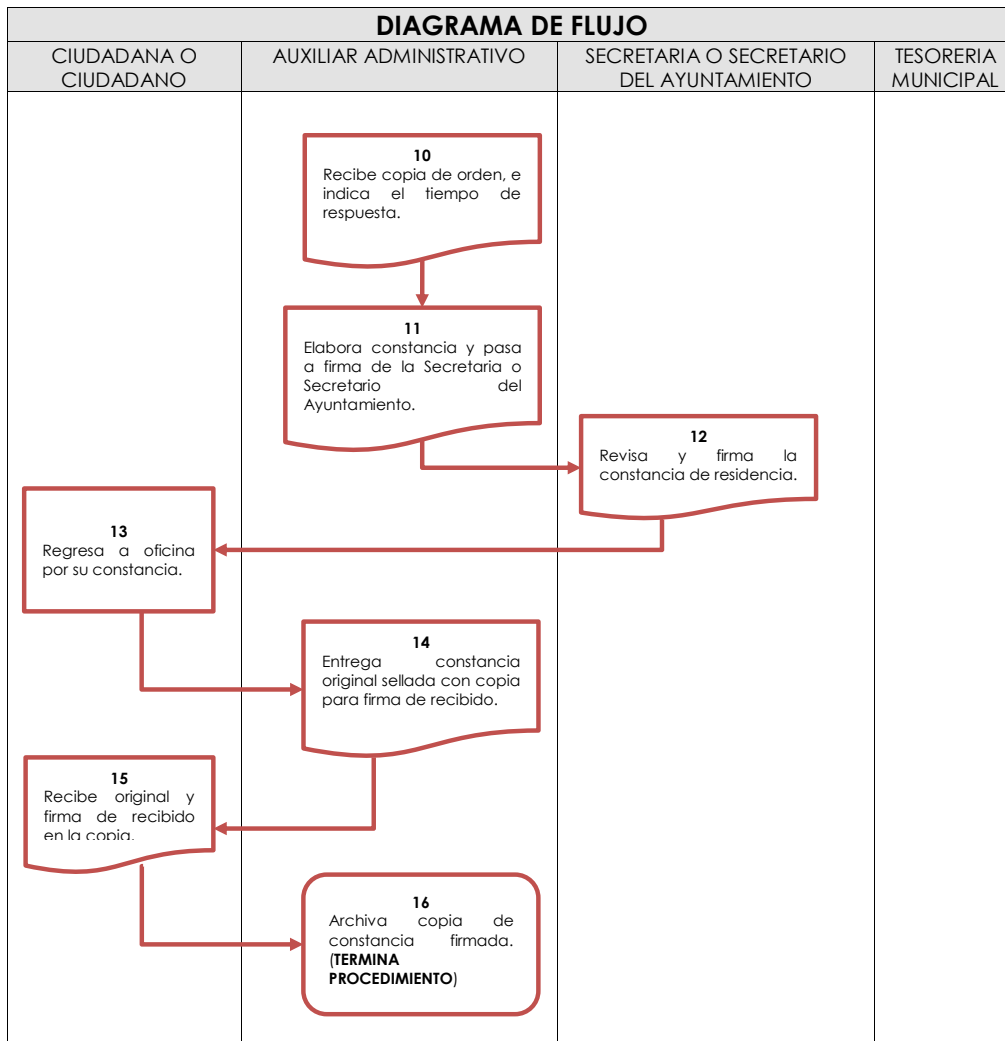 DIAGRAMA DE FLUJO
CIUDADANA O
CIUDADANO
AUXILIAR ADMINISTRATIVO
SECRETARIA O SECRETARIO
DEL AYUNTAMIENTO
TESORERIA
MUNICIPAL
10
Recibe copia de orden, e
indica el tiempo de
respuesta.
11
Elabora constancia y pasa
a firma de la Secretaria o
Secretario del
Ayuntamiento.
12
Revisa y firma la
constancia de residencia.
13
Regresa a oficina
por su constancia.
14
Entrega constancia
original sellada con copia
para firma de recibido.
15
Recibe original y
firma de recibido
en la copia.
16
Archiva copia de
constancia firmada.
(TERMINA
PROCEDIMIENTO)